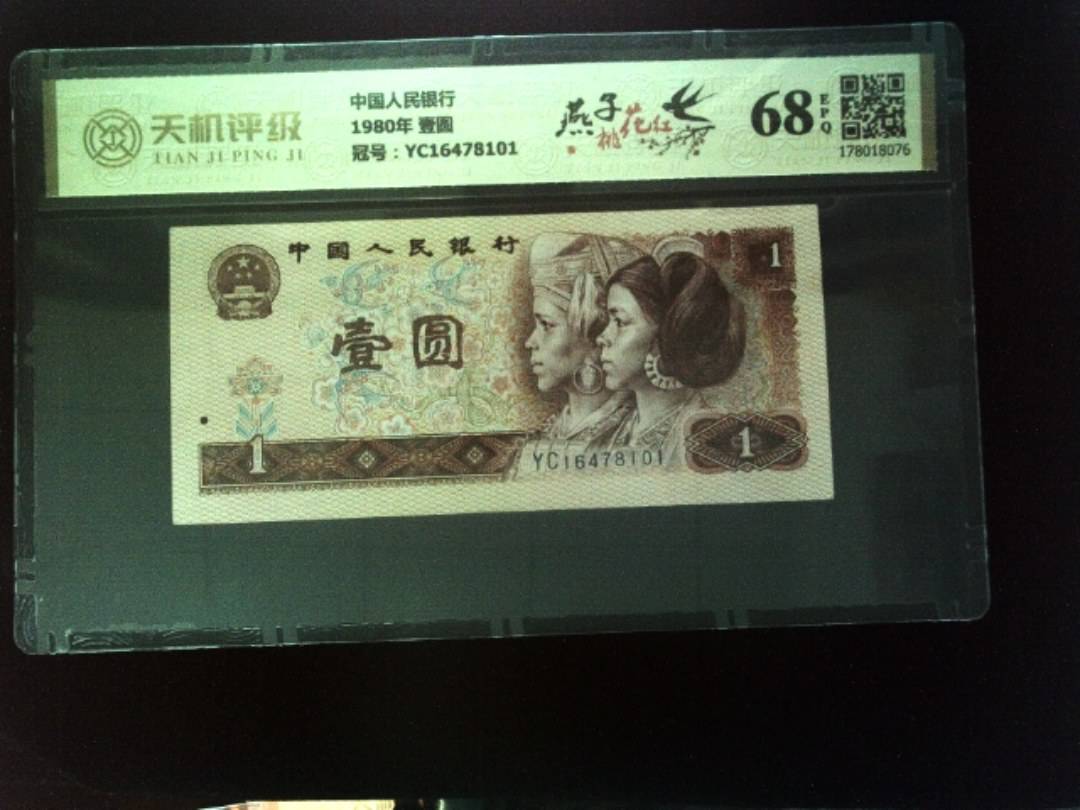 天机评级
TIAN JI PING JI
中国人民银行
1980年 壹圆
冠号：YC16478101
燕子
桃花红
68
EPQ
178018076
中國人民銀行
1
壹圆
1
YC16478101
1